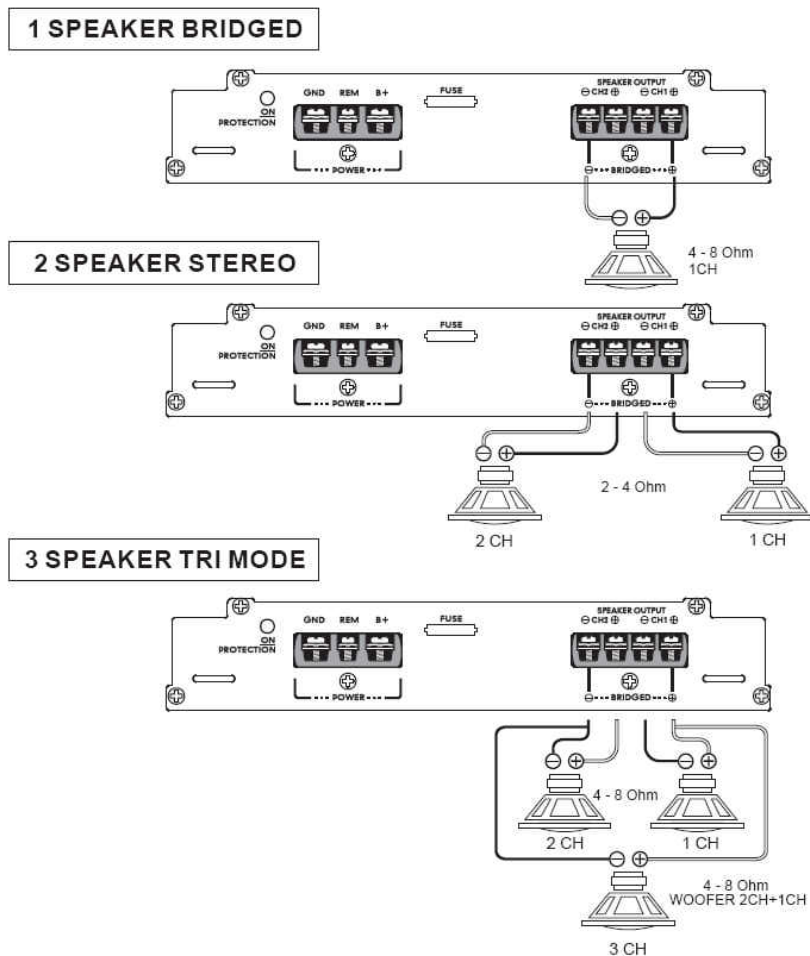 1 SPEAKER BRIDGED
GND REM B+ FUSE SPEAKER OUTPUT
⊖ CH2 ⊕ ⊖ CH1 ⊕
ON
PROTECTION
POWER
⊖ BRIDGED ⊕
⊖ ⊕
4 - 8 Ohm
1CH
2 SPEAKER STEREO
GND REM B+ FUSE SPEAKER OUTPUT
⊖ CH2 ⊕ ⊖ CH1 ⊕
ON
PROTECTION
POWER
⊖ BRIDGED ⊕
⊖ ⊕ ⊖ ⊕
2 - 4 Ohm
2 CH 1 CH
3 SPEAKER TRI MODE
GND REM B+ FUSE SPEAKER OUTPUT
⊖ CH2 ⊕ ⊖ CH1 ⊕
ON
PROTECTION
POWER
⊖ BRIDGED ⊕
⊖ ⊕ ⊖ ⊕
4 - 8 Ohm
2 CH 1 CH
⊖ ⊕
4 - 8 Ohm
WOOFER 2CH+1CH
3 CH